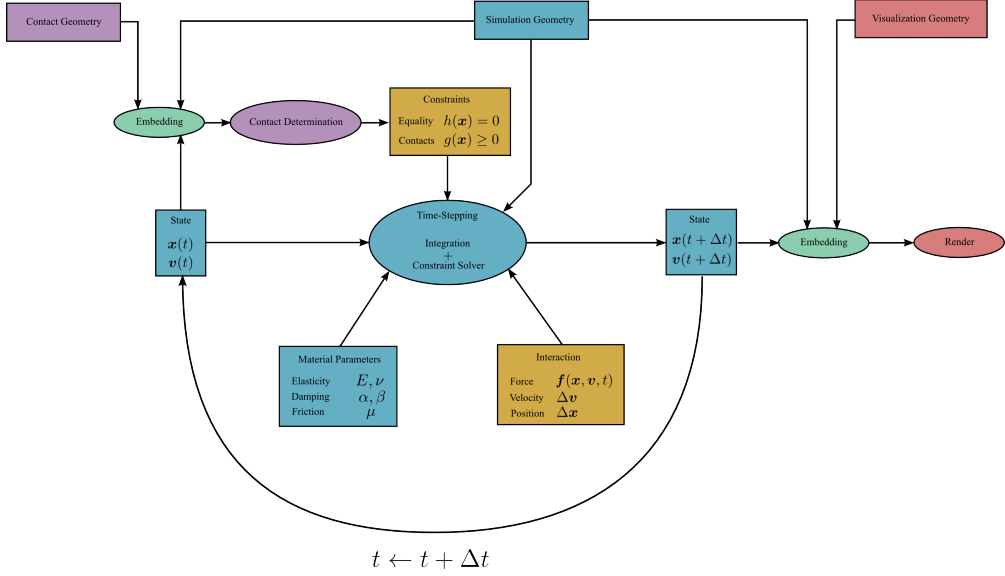 Contact Geometry
Simulation Geometry
Visualization Geometry
Embedding
Contact Determination
Constraints
Equality h(x) = 0
Contacts g(x) ≥ 0
State
x(t)
v(t)
Time-Stepping
Integration
+
Constraint Solver
State
x(t + Δt)
v(t + Δt)
Embedding
Render
Material Parameters
Elasticity E, ν
Damping α, β
Friction μ
Interaction
Force f(x, v, t)
Velocity Δv
Position Δx
t ← t + Δt